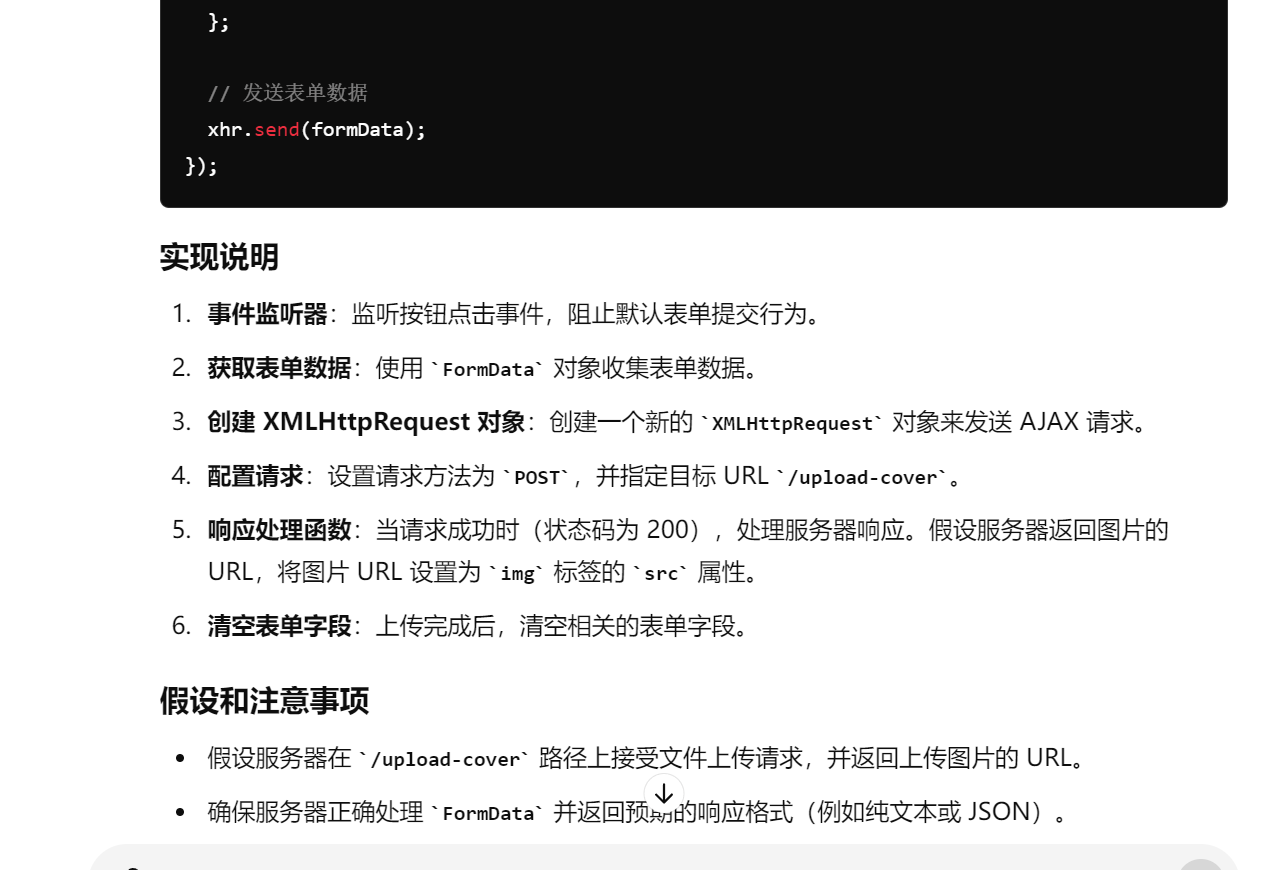 };
// 发送表单数据
xhr.send(formData);
});
实现说明
1. 事件监听器：监听按钮点击事件，阻止默认表单提交行为。
2. 获取表单数据：使用 `FormData` 对象收集表单数据。
3. 创建 XMLHttpRequest 对象：创建一个新的 `XMLHttpRequest` 对象来发送 AJAX 请求。
4. 配置请求：设置请求方法为 `POST`，并指定目标 URL `/upload-cover`。
5. 响应处理函数：当请求成功时（状态码为 200），处理服务器响应。假设服务器返回图片的
URL，将图片 URL 设置为 `img` 标签的 `src` 属性。
6. 清空表单字段：上传完成后，清空相关的表单字段。
假设和注意事项
• 假设服务器在 `/upload-cover` 路径上接受文件上传请求，并返回上传图片的 URL。
• 确保服务器正确处理 `FormData` 并返回预期的响应格式（例如纯文本或 JSON）。